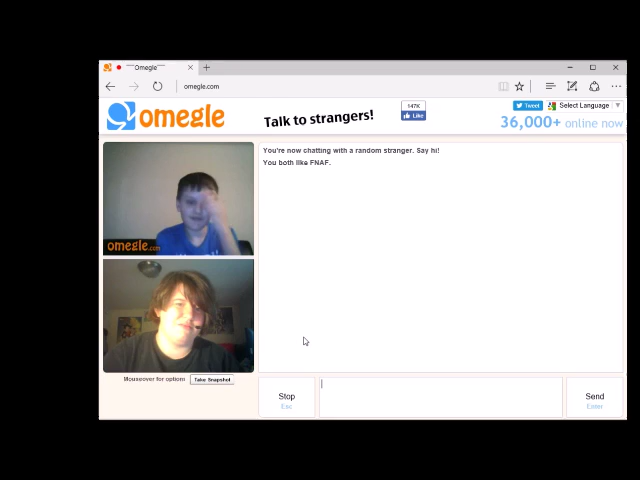 Omegle
omegle.com
omegle
Talk to strangers!
147K
Like
Tweet
Select Language
36,000+ online now
You're now chatting with a random stranger. Say hi!
You both like FNAF.
omegle.com
Mouseover for options
Take Snapshot
Stop
Esc
Send
Enter